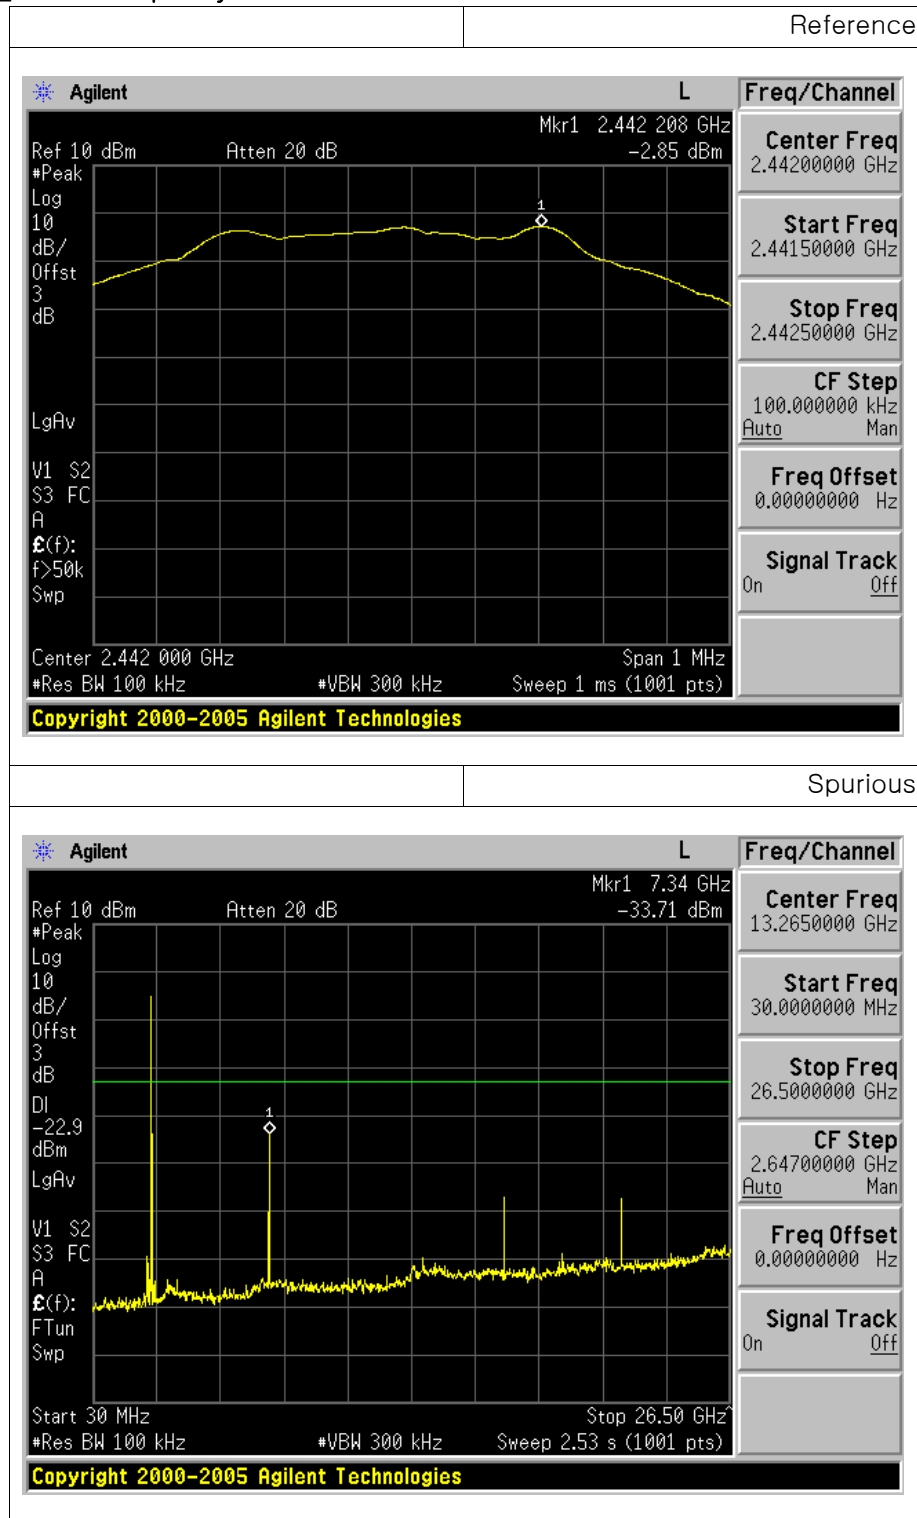 Reference
Agilent L Freq/Channel
Mkr1 2.442 208 GHz
Ref 10 dBm Atten 20 dB -2.85 dBm
#Peak
Log
10
dB/
Offst
3
dB
1
LgAv
V1 S2
S3 FC
A
£(f):
f>50k
Swp
Center 2.442 000 GHz Span 1 MHz
#Res BW 100 kHz #VBW 300 kHz Sweep 1 ms (1001 pts)
Center Freq
2.44200000 GHz
Start Freq
2.44150000 GHz
Stop Freq
2.44250000 GHz
CF Step
100.000000 kHz
Auto Man
Freq Offset
0.00000000 Hz
Signal Track
On Off
Copyright 2000-2005 Agilent Technologies
Spurious
Agilent L Freq/Channel
Mkr1 7.34 GHz
Ref 10 dBm Atten 20 dB -33.71 dBm
#Peak
Log
10
dB/
Offst
3
dB
DI
-22.9
dBm
LgAv
1
V1 S2
S3 FC
A
£(f):
FTun
Swp
Start 30 MHz Stop 26.50 GHz^
#Res BW 100 kHz #VBW 300 kHz Sweep 2.53 s (1001 pts)
Center Freq
13.2650000 GHz
Start Freq
30.0000000 MHz
Stop Freq
26.5000000 GHz
CF Step
2.64700000 GHz
Auto Man
Freq Offset
0.00000000 Hz
Signal Track
On Off
Copyright 2000-2005 Agilent Technologies